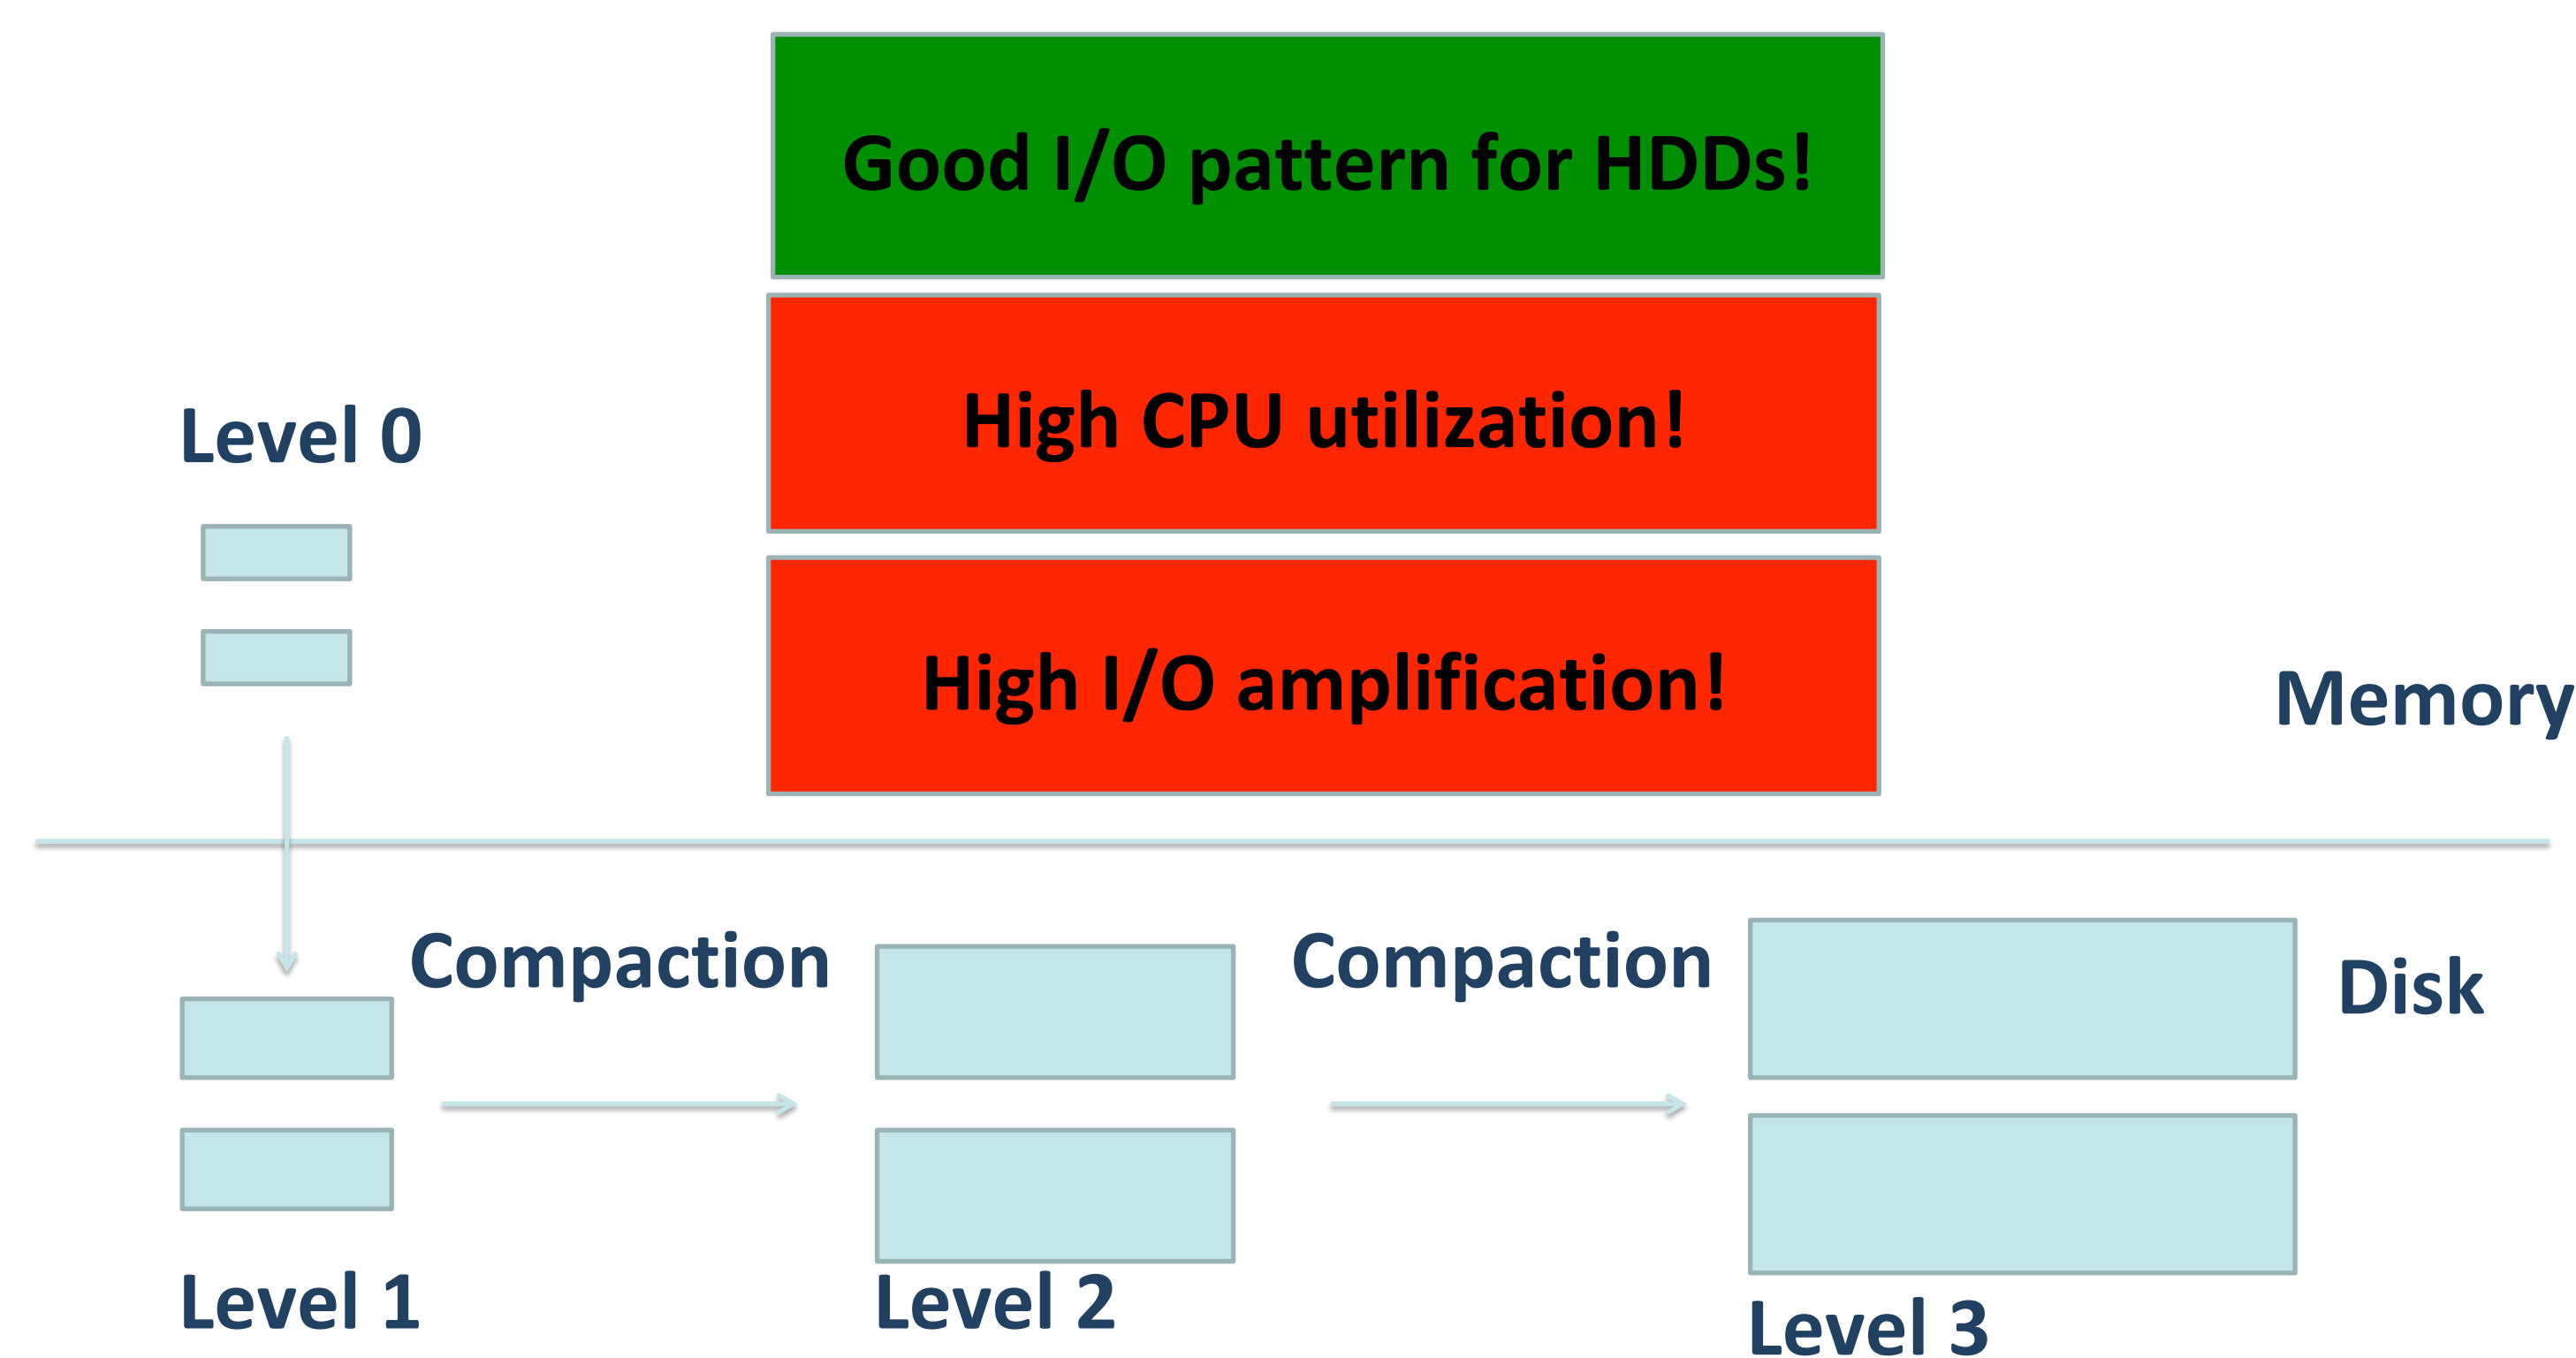 Good I/O pattern for HDDs!
High CPU utilization!
Level 0
High I/O amplification!
Memory
Compaction
Compaction
Disk
Level 1
Level 2
Level 3